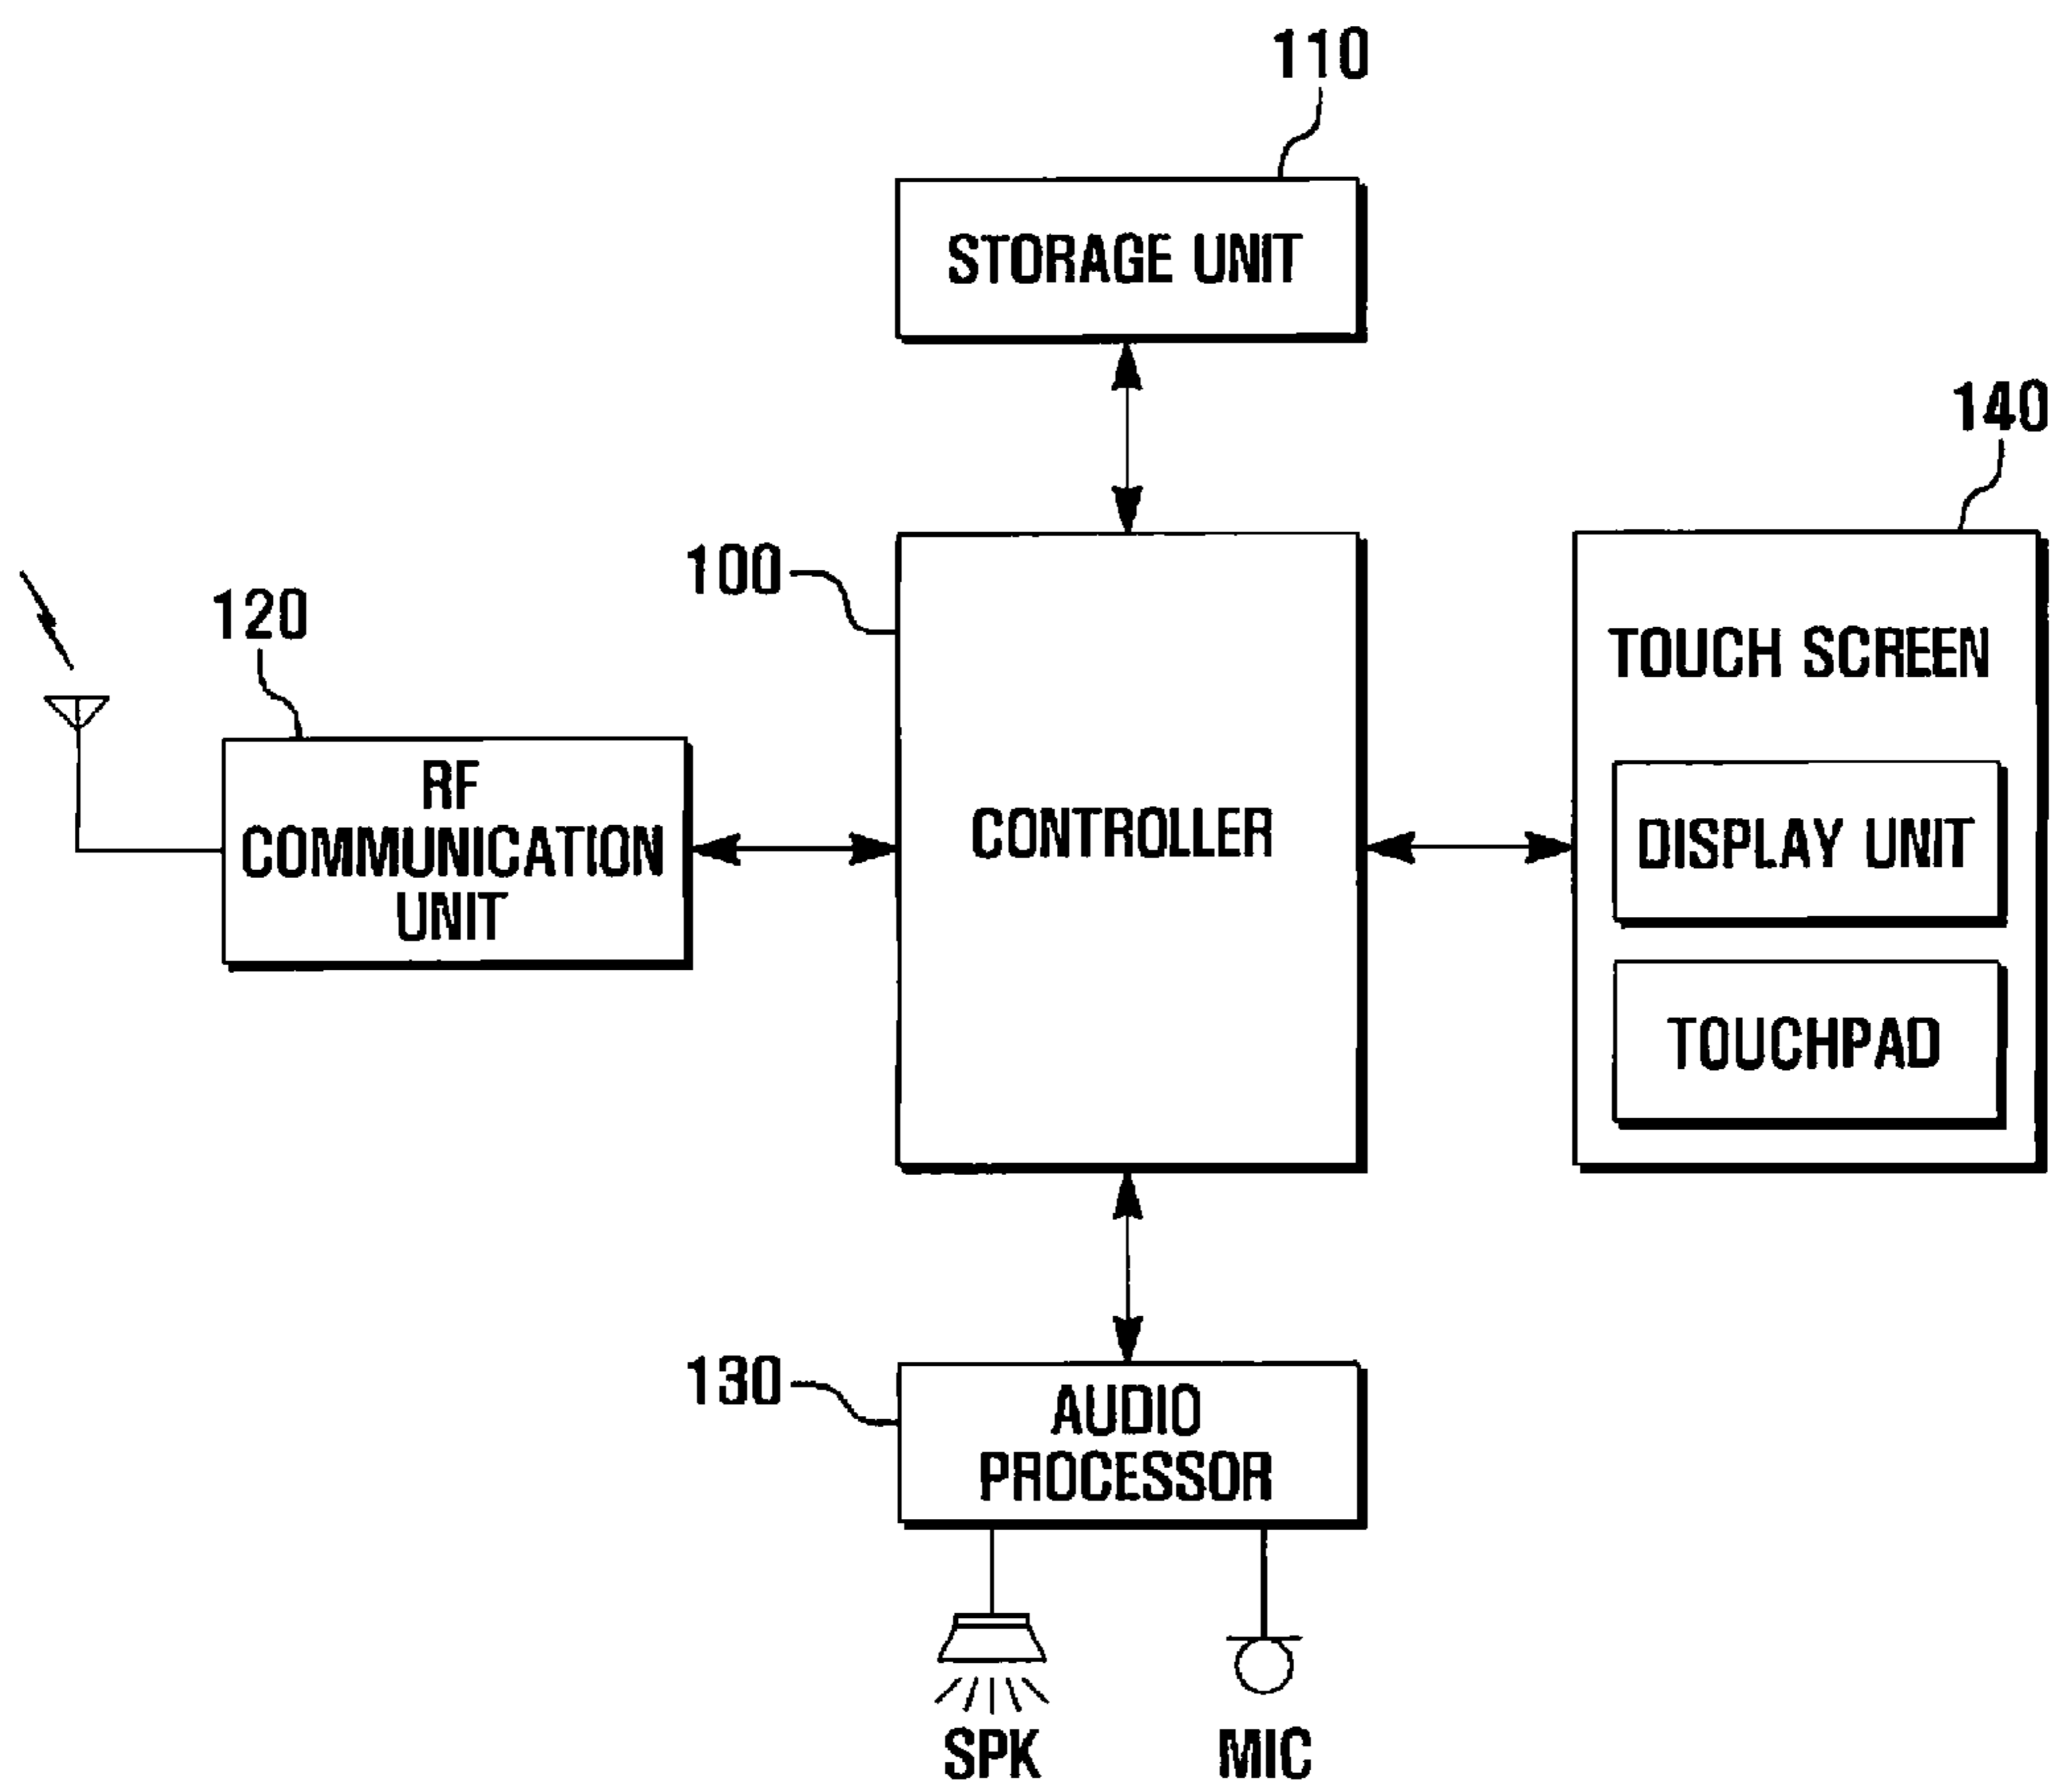 110
STORAGE UNIT
140
100
120
TOUCH SCREEN
RF
COMMUNICATION
UNIT
CONTROLLER
DISPLAY UNIT
TOUCHPAD
130
AUDIO
PROCESSOR
SPK
MIC